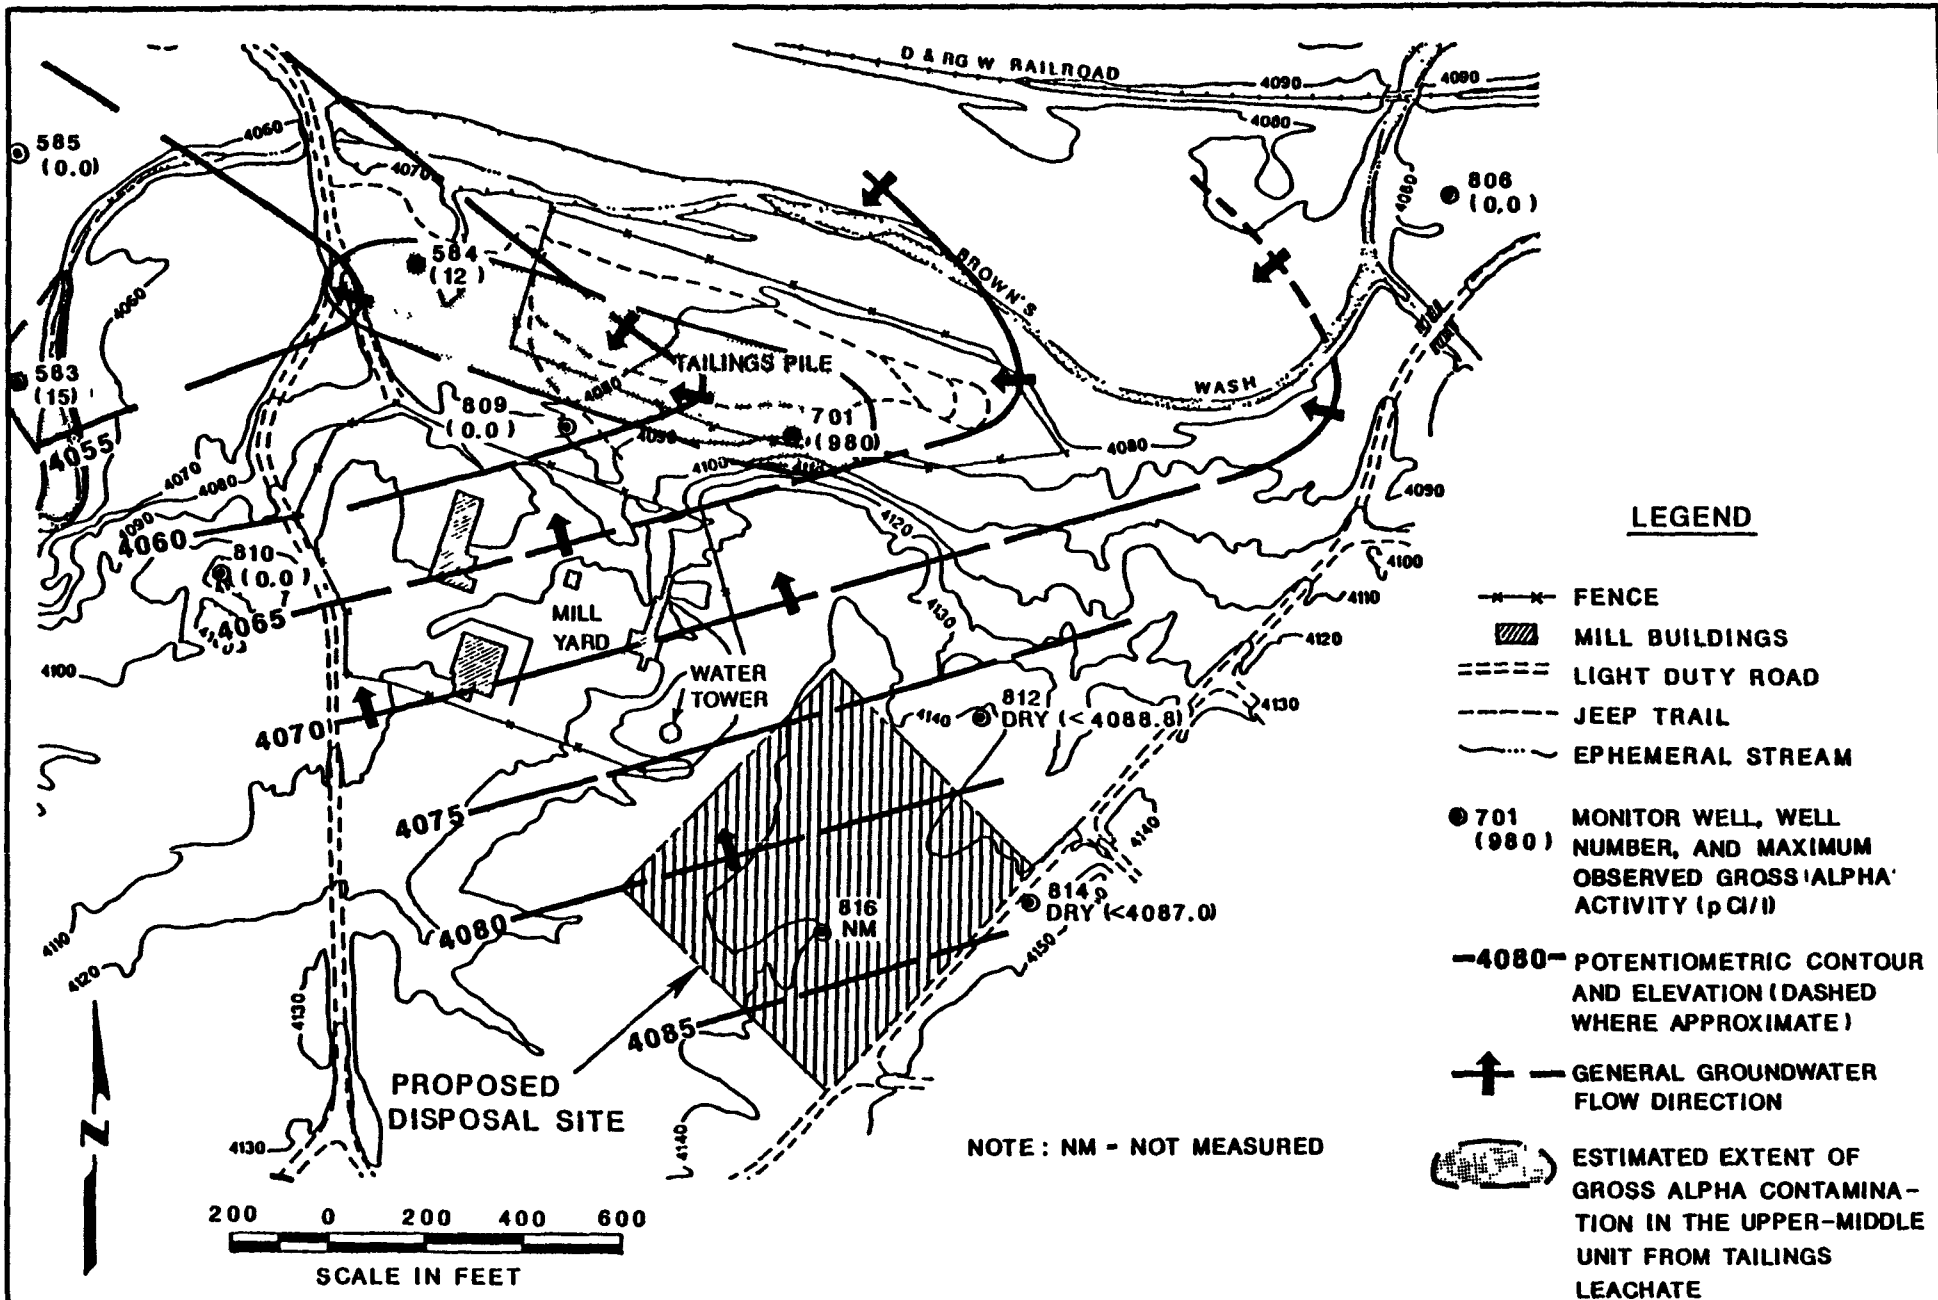 D & RG W RAILROAD
4090
4090
4080
4060
585
(0.0)
4070
4080
806
(0.0)
584
(12)
BROWN'S
4060
TAILINGS PILE
WASH
583
(15)
4080
809
(0.0)
701
(980)
4090
4080
4055
4100
4070
4080
4090
4090
4120
4060
810
(0.0)
4100
4110
4065
MILL
YARD
4130
4120
4100
WATER
TOWER
812
DRY (< 4088.8)
4140
4130
4070
4075
4140
814
DRY (<4087.0)
816
NM
4080
4110
4120
4150
4130
4085
PROPOSED
DISPOSAL SITE
N
4130
4140
NOTE : NM = NOT MEASURED
200 0 200 400 600
SCALE IN FEET
LEGEND
FENCE
MILL BUILDINGS
LIGHT DUTY ROAD
JEEP TRAIL
EPHEMERAL STREAM
701
(980)
MONITOR WELL, WELL
NUMBER, AND MAXIMUM
OBSERVED GROSS ALPHA
ACTIVITY (pCi/l)
4080
POTENTIOMETRIC CONTOUR
AND ELEVATION (DASHED
WHERE APPROXIMATE)
GENERAL GROUNDWATER
FLOW DIRECTION
ESTIMATED EXTENT OF
GROSS ALPHA CONTAMINA-
TION IN THE UPPER-MIDDLE
UNIT FROM TAILINGS
LEACHATE